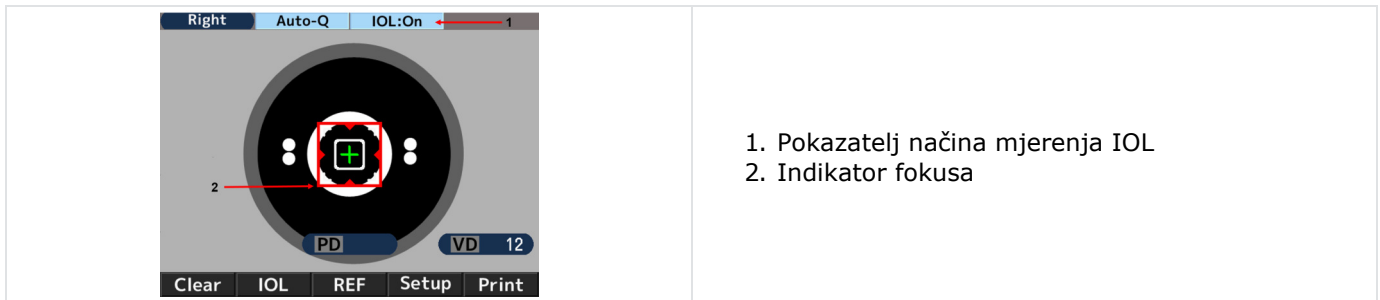 Right Auto-Q IOL:On 1
2
PD VD 12
Clear IOL REF Setup Print
1. Pokazatelj načina mjerenja IOL
2. Indikator fokusa